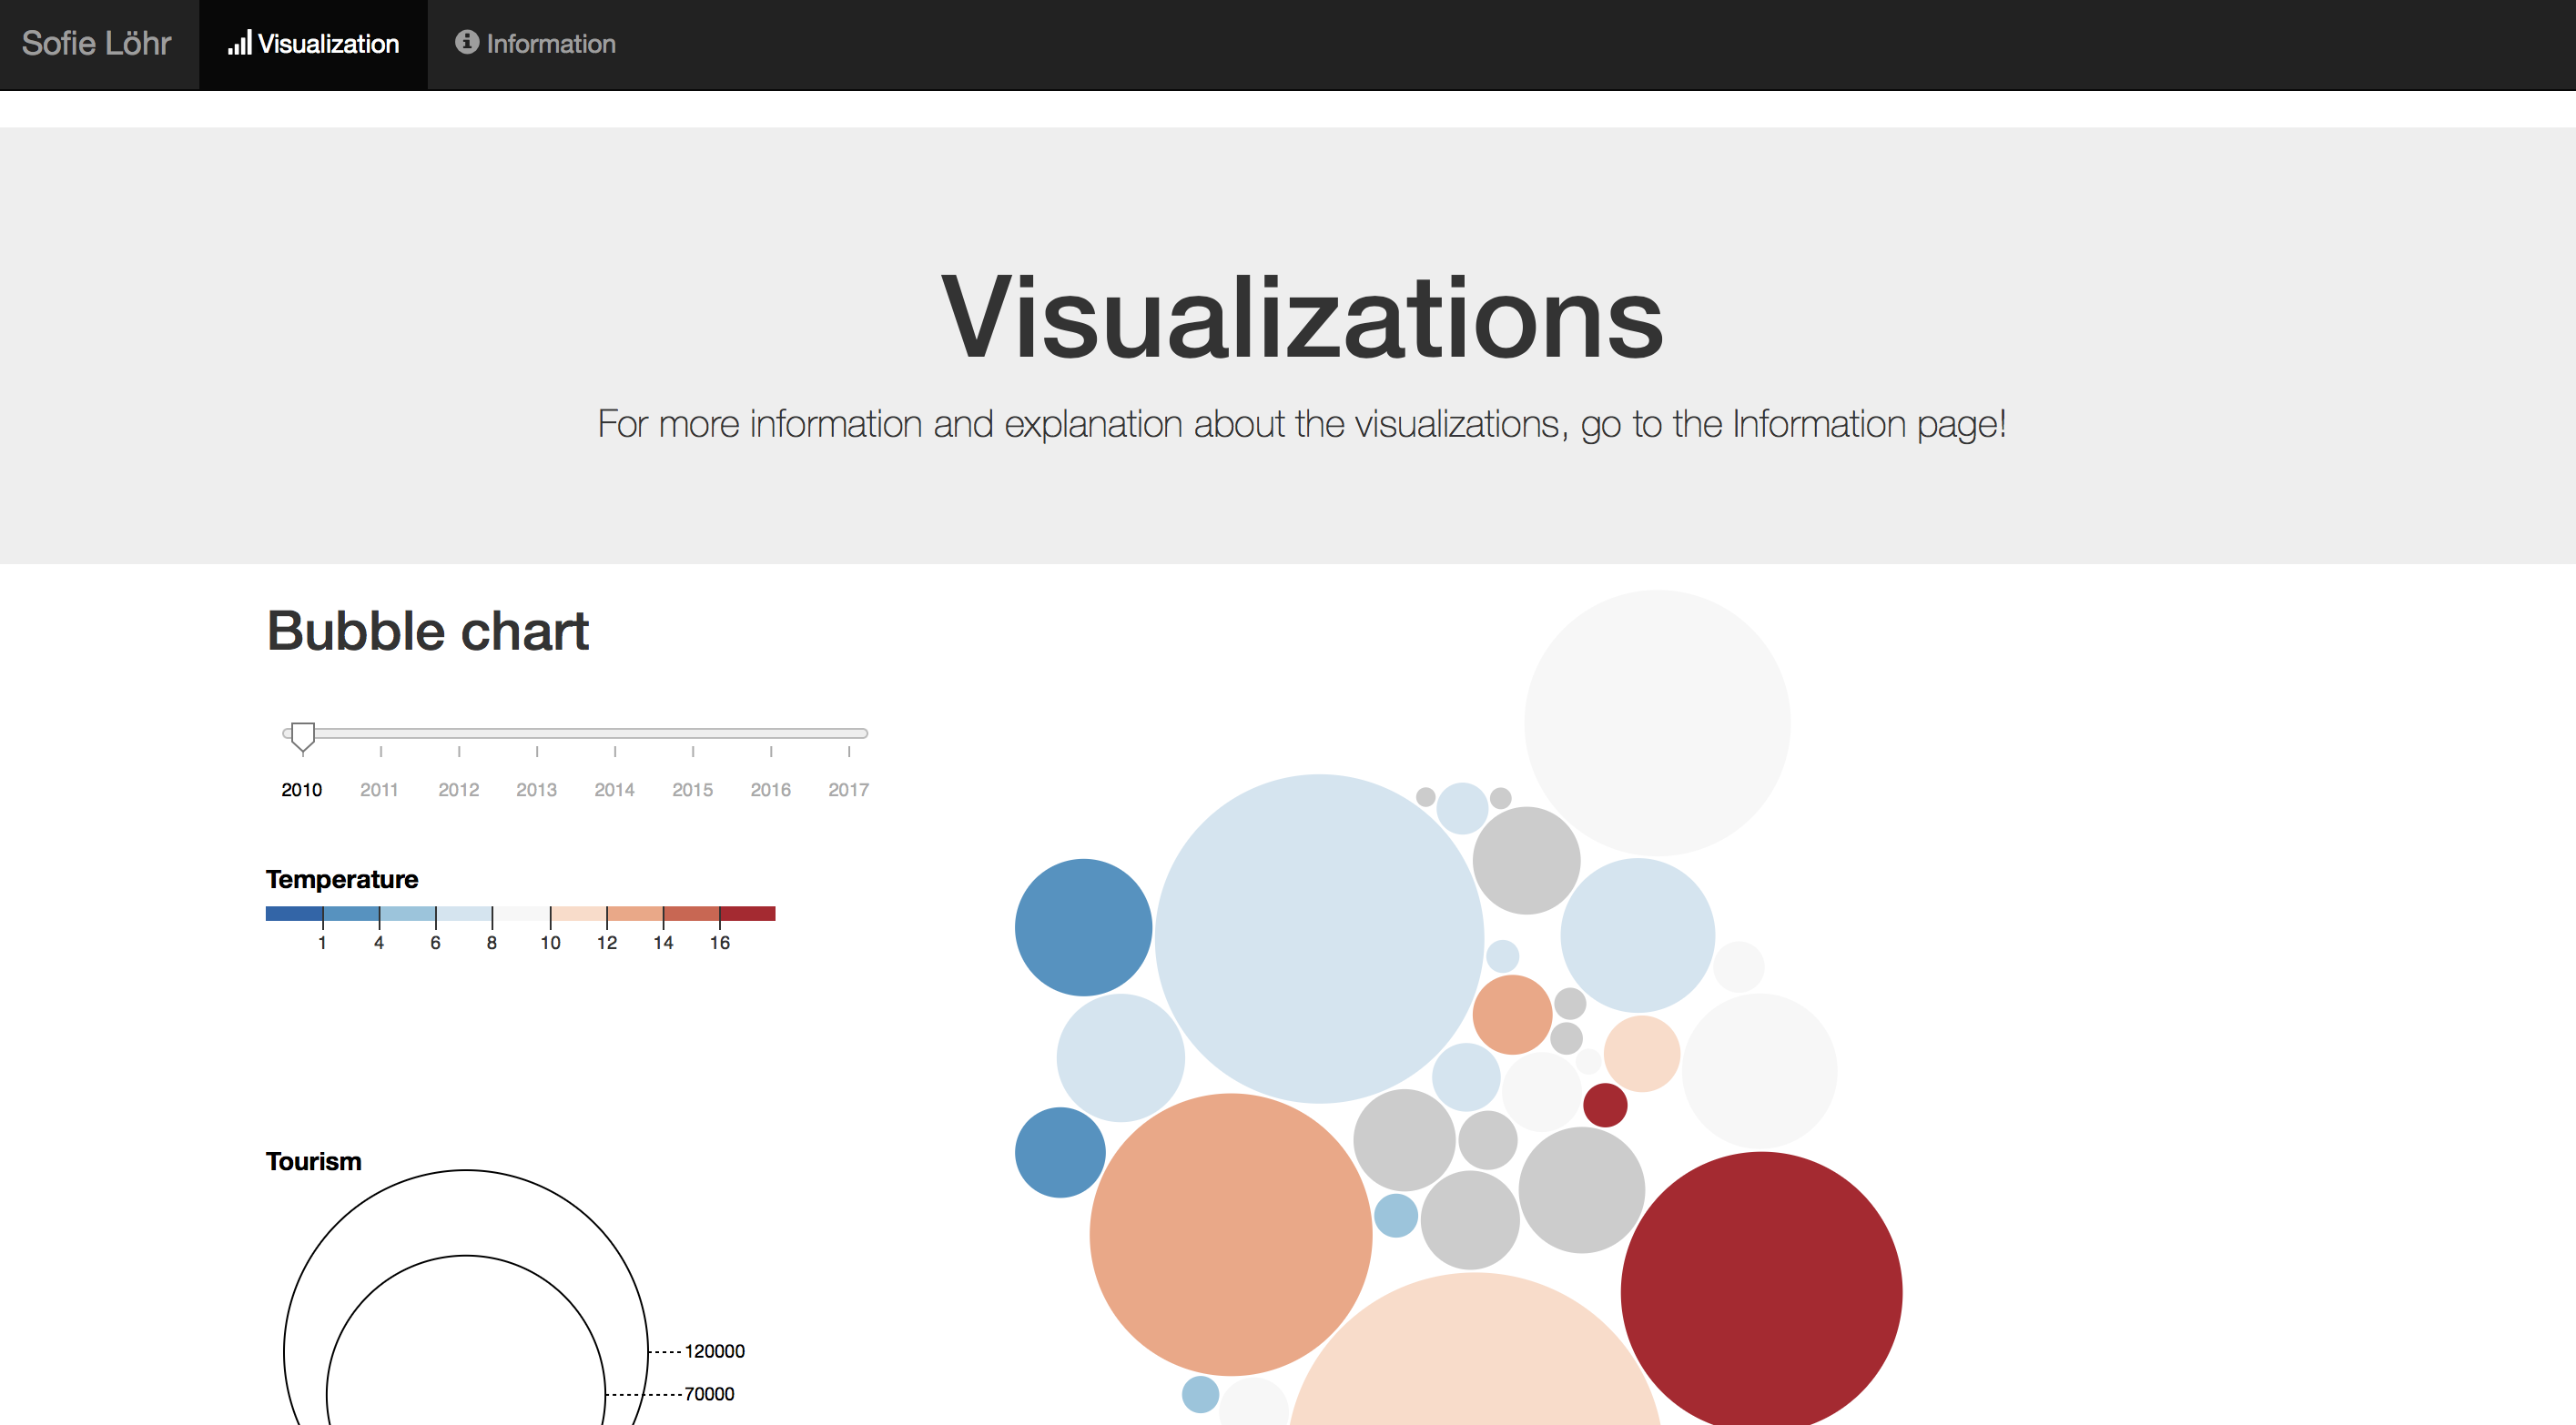 Sofie Löhr Visualization Information
Visualizations
For more information and explanation about the visualizations, go to the Information page!
Bubble chart
2010 2011 2012 2013 2014 2015 2016 2017
Temperature
1 4 6 8 10 12 14 16
Tourism
120000
70000